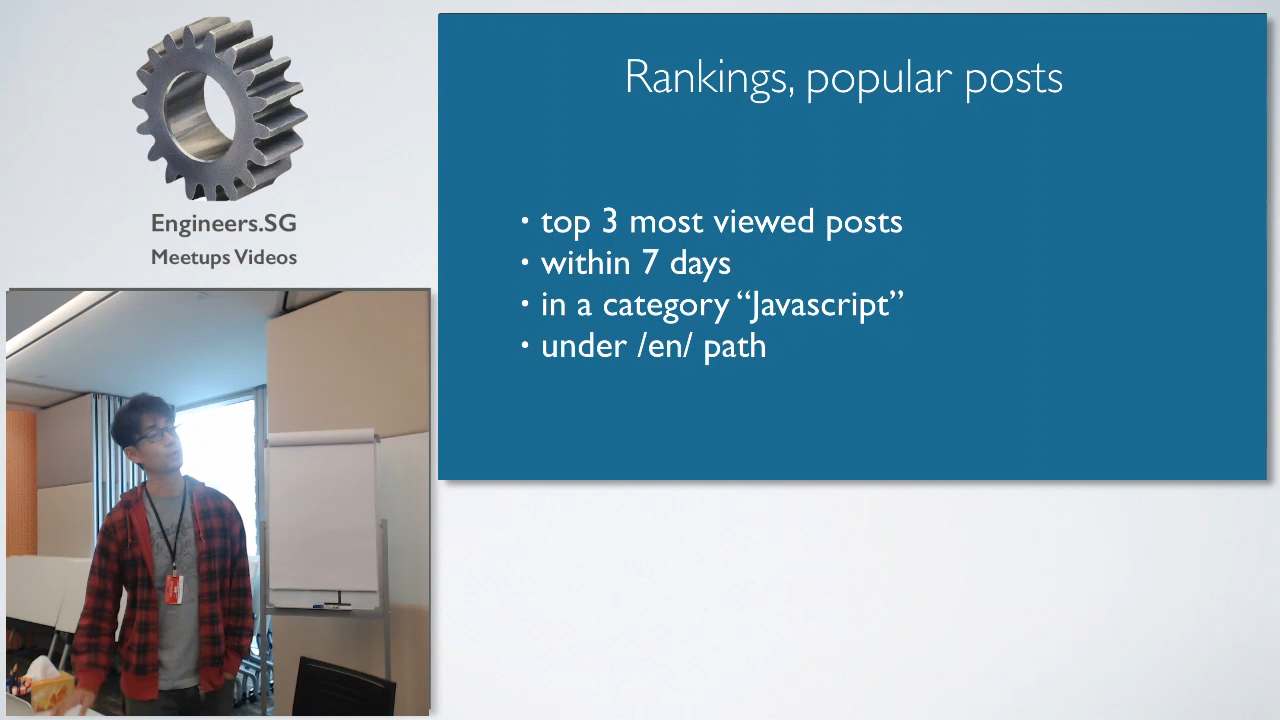 Engineers.SG
Meetups Videos
Rankings, popular posts
• top 3 most viewed posts
• within 7 days
• in a category “Javascript”
• under /en/ path